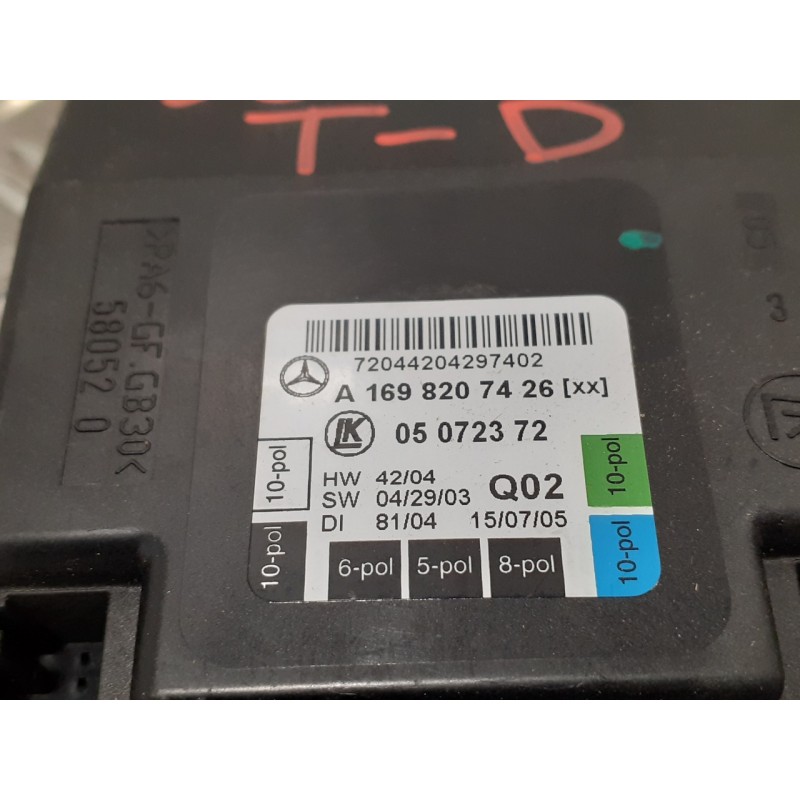 T-D
>PA6-GF.GB30<
58052 0
3
72044204297402
A 169 820 74 26 [xx]
LK
05 0723 72
HW 42/04
SW 04/29/03
DI 81/04 15/07/05
Q02
10-pol
10-pol
10-pol
10-pol
6-pol
5-pol
8-pol